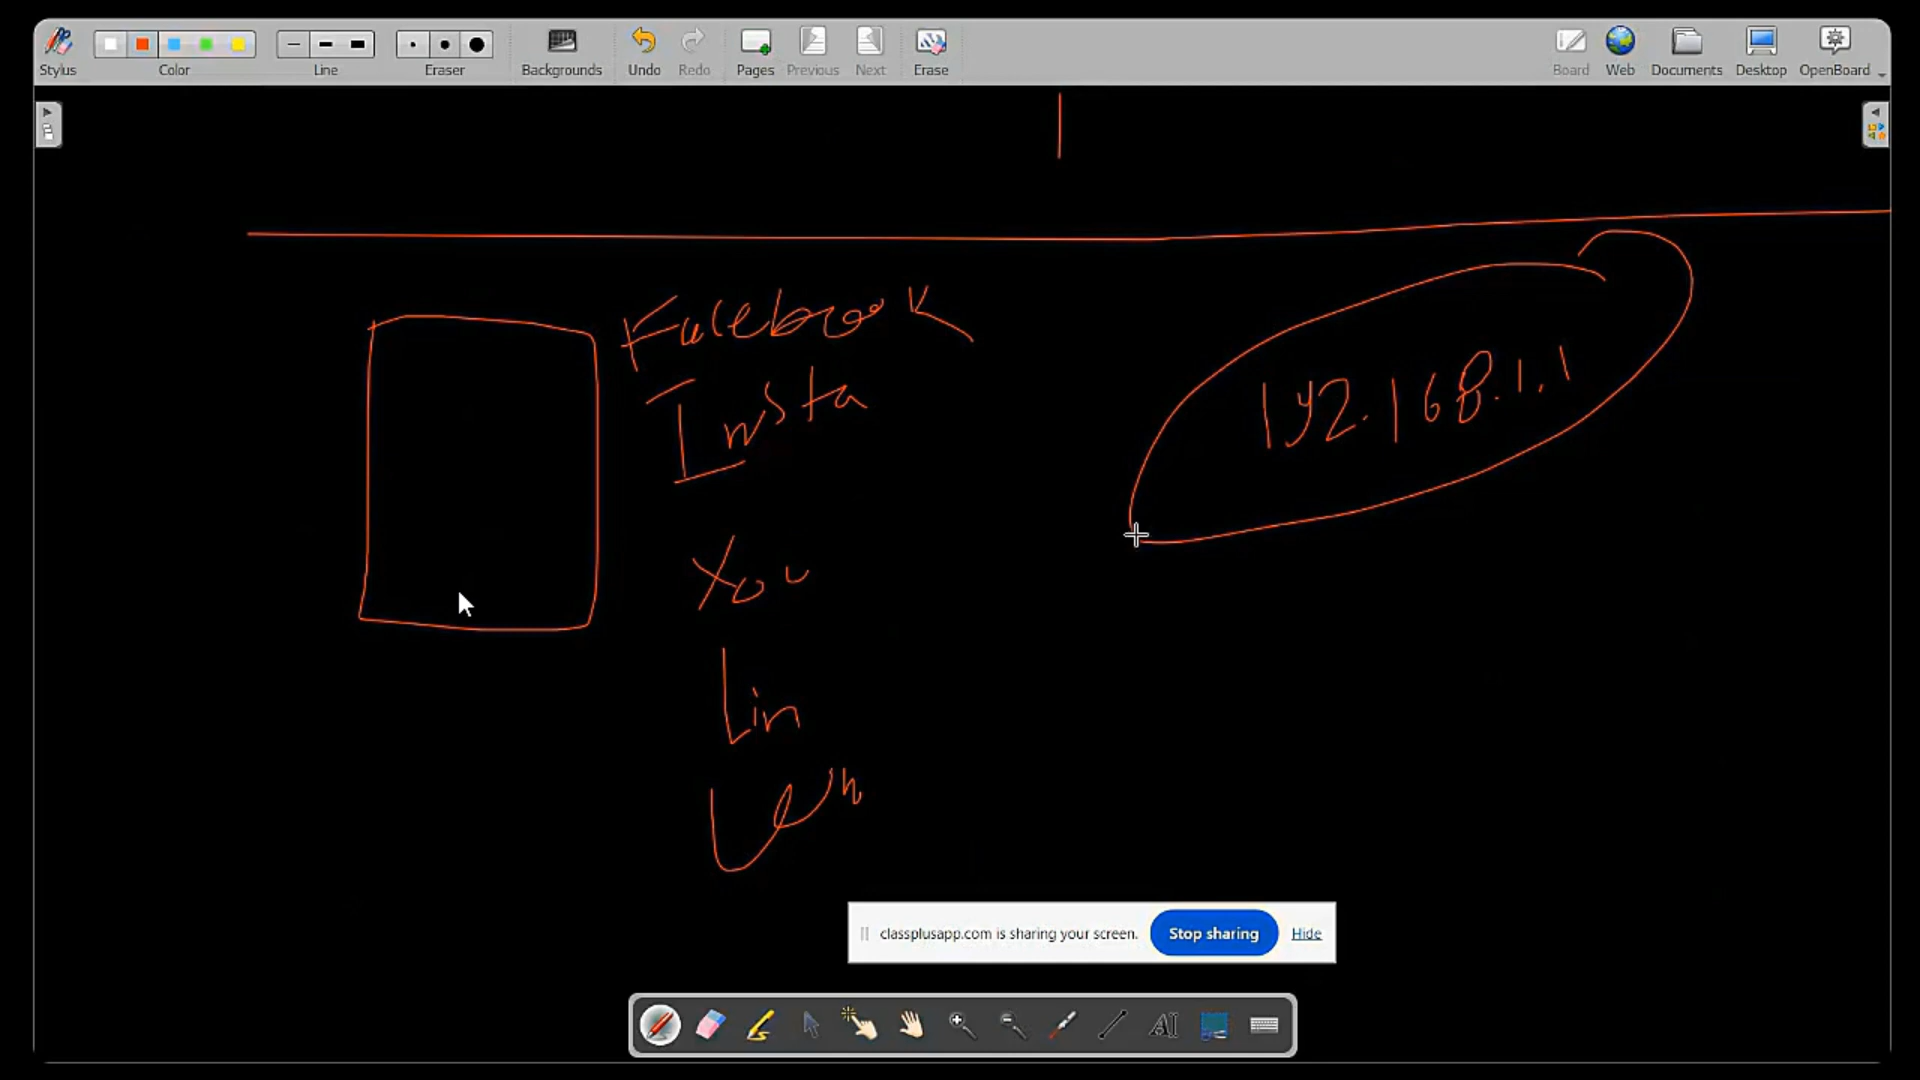 Stylus
Color
Line
Eraser
Backgrounds
Undo
Redo
Pages
Previous
Next
Erase
Board
Web
Documents
Desktop
OpenBoard
Facebook
Insta
192.168.1.1
You
Lin
classplusapp.com is sharing your screen.
Stop sharing
Hide